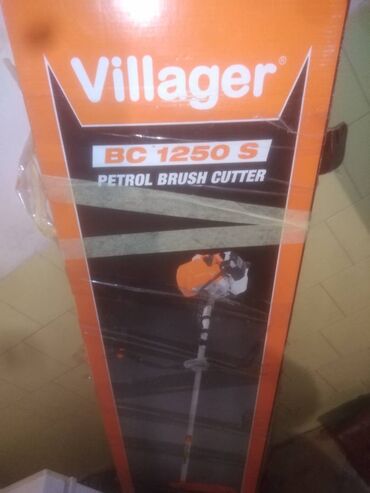 Villager®
BC 1250 S
PETROL BRUSH CUTTER